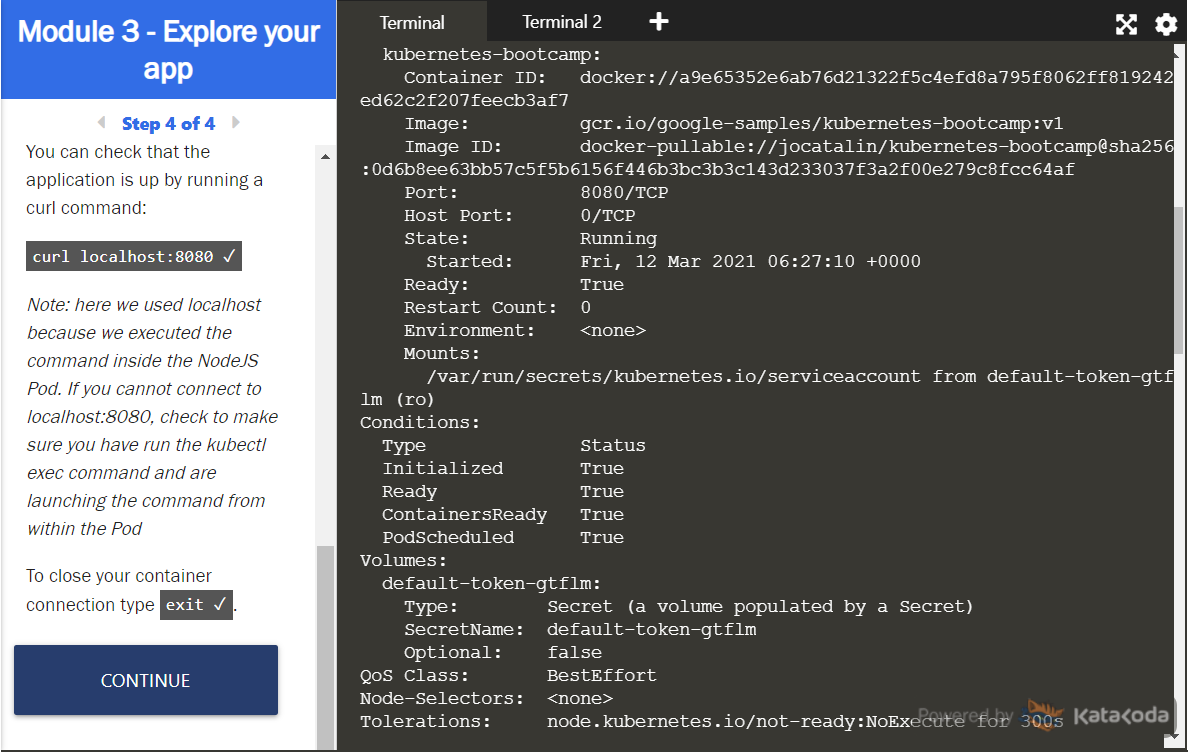 Module 3 - Explore your
app
Step 4 of 4
You can check that the
application is up by running a
curl command:
curl localhost:8080 ✓
Note: here we used localhost
because we executed the
command inside the NodeJS
Pod. If you cannot connect to
localhost:8080, check to make
sure you have run the kubectl
exec command and are
launching the command from
within the Pod
To close your container
connection type exit ✓.
CONTINUE
Terminal
Terminal 2
+
kubernetes-bootcamp:
Container ID: docker://a9e65352e6ab76d21322f5c4efd8a795f8062ff819242
ed62c2f207feecb3af7
Image: gcr.io/google-samples/kubernetes-bootcamp:v1
Image ID: docker-pullable://jocatalin/kubernetes-bootcamp@sha256
:0d6b8ee63bb57c5f5b6156f446b3bc3b3c143d233037f3a2f00e279c8fcc64af
Port: 8080/TCP
Host Port: 0/TCP
State: Running
Started: Fri, 12 Mar 2021 06:27:10 +0000
Ready: True
Restart Count: 0
Environment: <none>
Mounts:
/var/run/secrets/kubernetes.io/serviceaccount from default-token-gtf
lm (ro)
Conditions:
Type Status
Initialized True
Ready True
ContainersReady True
PodScheduled True
Volumes:
default-token-gtflm:
Type: Secret (a volume populated by a Secret)
SecretName: default-token-gtflm
Optional: false
QoS Class: BestEffort
Node-Selectors: <none>
Tolerations: node.kubernetes.io/not-ready:NoExecute for 300s
Powered by Katacoda